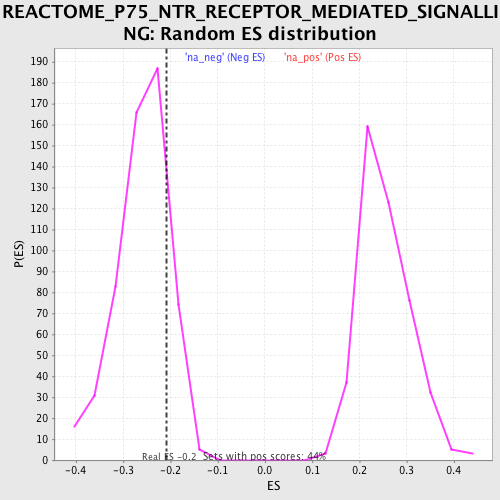 REACTOME_P75_NTR_RECEPTOR_MEDIATED_SIGNALLI
NG: Random ES distribution
'na_neg' (Neg ES) 'na_pos' (Pos ES)
190
180
170
160
150
140
130
120
110
100
90
80
70
60
50
40
30
20
10
0
P(ES)
Real ES -0.2 Sets with pos scores: 44%
-0.4 -0.3 -0.2 -0.1 0.0 0.1 0.2 0.3 0.4
ES